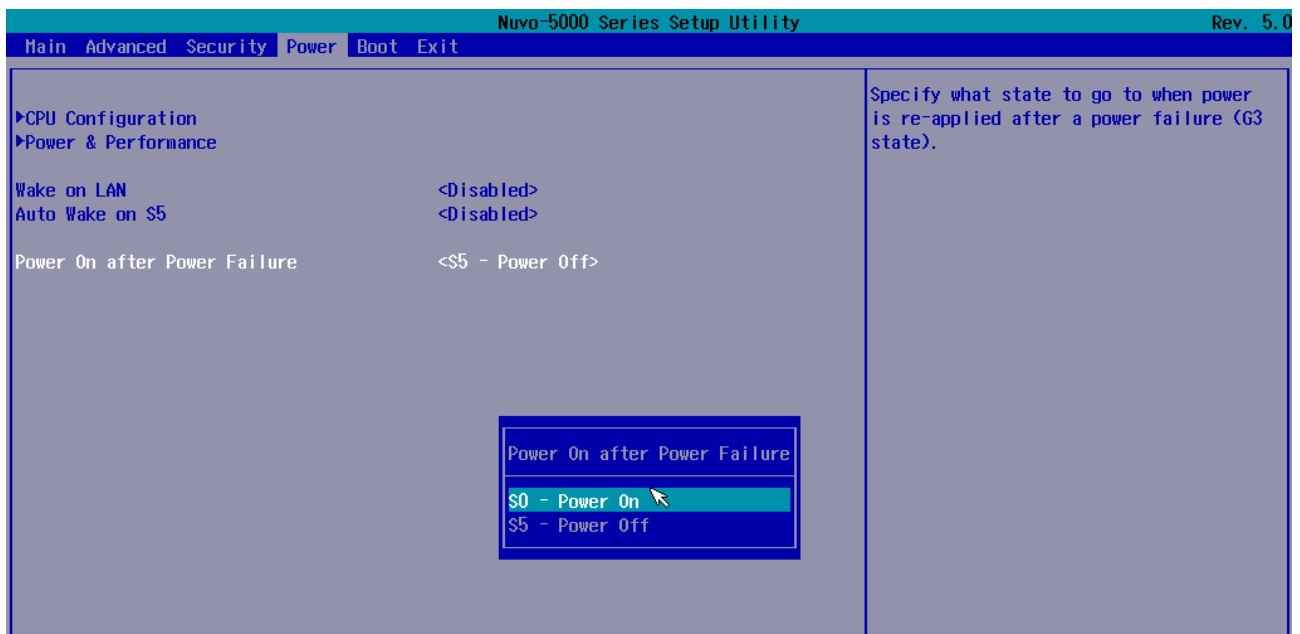 Nuvo-5000 Series Setup Utility Rev. 5.0
Main Advanced Security Power Boot Exit
▶CPU Configuration
▶Power & Performance
Wake on LAN <Disabled>
Auto Wake on S5 <Disabled>
Power On after Power Failure <S5 - Power Off>
Specify what state to go to when power
is re-applied after a power failure (G3
state).
Power On after Power Failure
S0 - Power On
S5 - Power Off